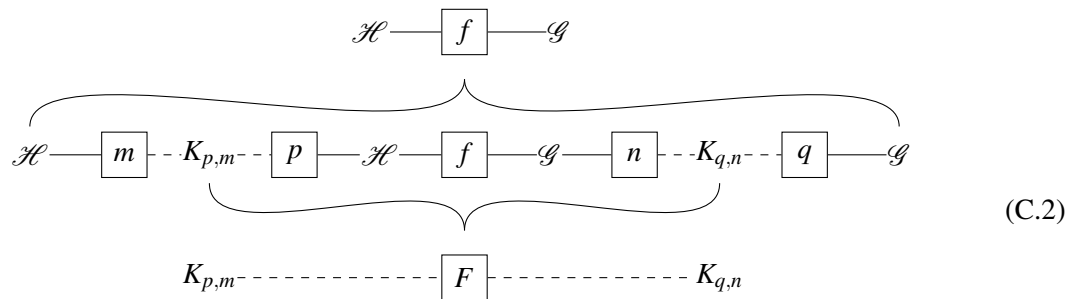 ℋ f 𝒢
ℋ m K_{p,m} p ℋ f 𝒢 n K_{q,n} q 𝒢
(C.2)
K_{p,m} F K_{q,n}